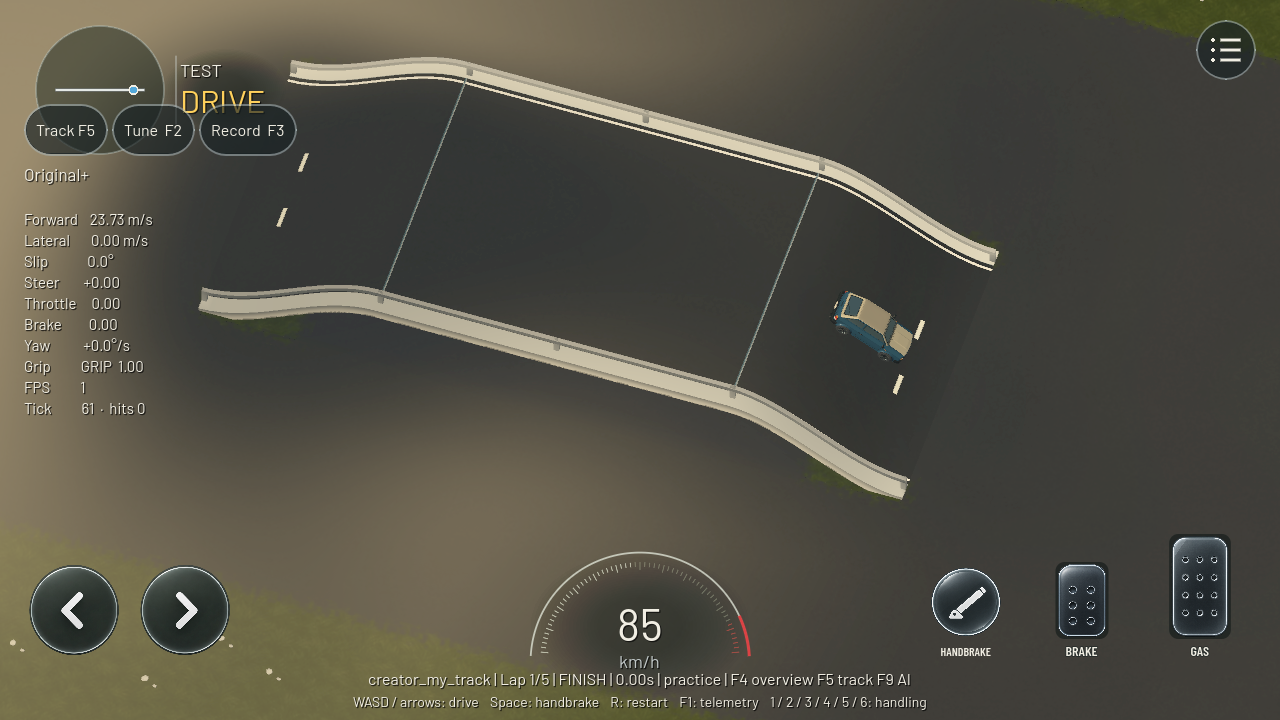 TEST
DRIVE
Track F5
Tune F2
Record F3
Original+
Forward 23.73 m/s
Lateral 0.00 m/s
Slip 0.0°
Steer +0.00
Throttle 0.00
Brake 0.00
Yaw +0.0°/s
Grip GRIP 1.00
FPS 1
Tick 61 · hits 0
85
km/h
HANDBRAKE
BRAKE
GAS
creator_my_track | Lap 1/5 | FINISH | 0.00s | practice | F4 overview F5 track F9 AI
WASD / arrows: drive Space: handbrake R: restart F1: telemetry 1 / 2 / 3 / 4 / 5 / 6: handling